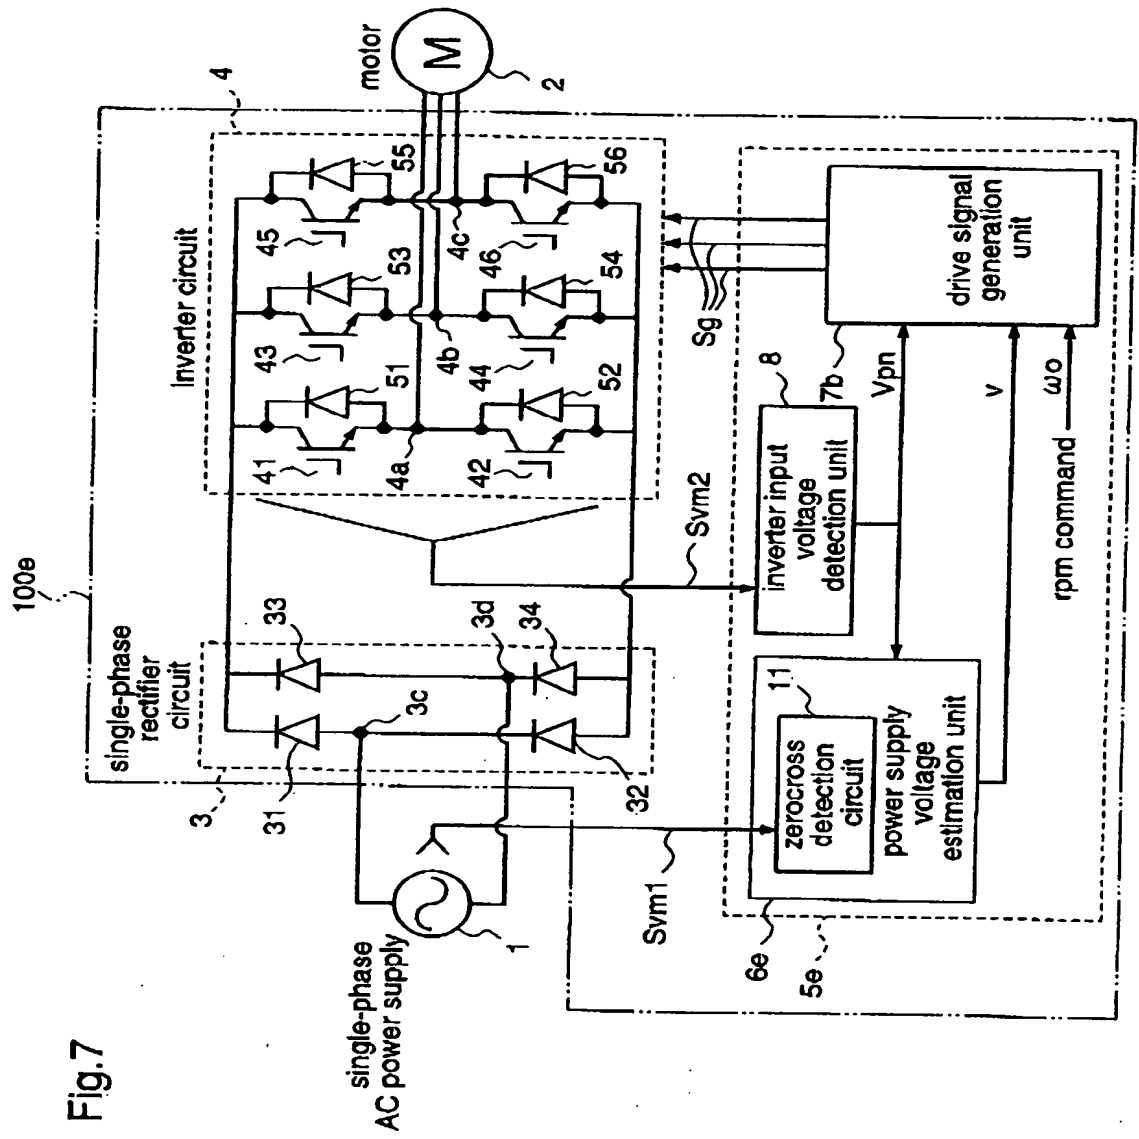 Fig.7
100e
single-phase
rectifier
circuit
3
31
33
3c
3d
32
34
single-phase
AC power supply
1
Inverter circuit
4
motor
M
2
41
51
43
53
45
55
4a
4b
4c
42
52
44
54
46
56
Svm1
Svm2
Sg
6e
5e
zerocross
detection
circuit
11
power supply
voltage
estimation unit
inverter input
voltage
detection unit
8
7b
Vpn
v
ωo
rpm command
drive signal
generation
unit